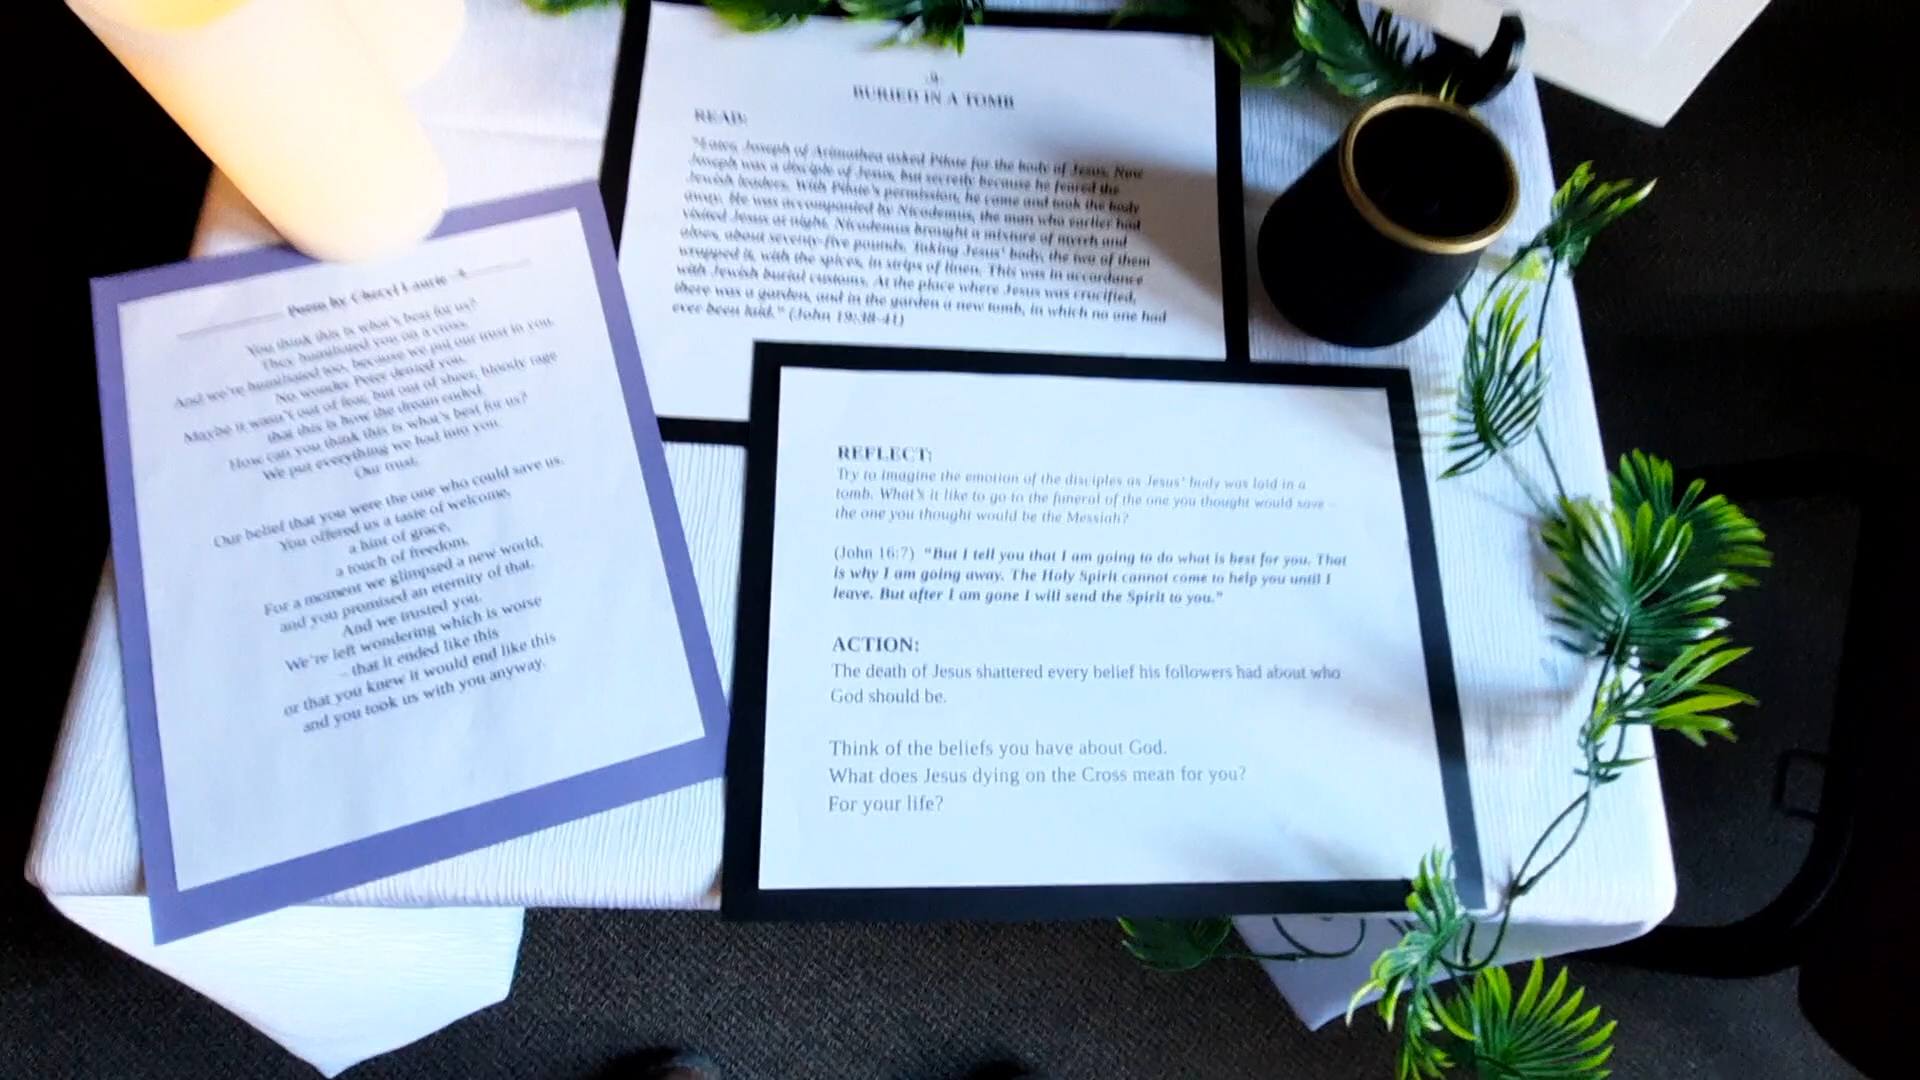 .9.
BURIED IN A TOMB
READ:
"Later, Joseph of Arimathea asked Pilate for the body of Jesus. Now
Joseph was a disciple of Jesus, but secretly because he feared the
Jewish leaders. With Pilate's permission, he came and took the body
away. He was accompanied by Nicodemus, the man who earlier had
visited Jesus at night. Nicodemus brought a mixture of myrrh and
aloes, about seventy-five pounds. Taking Jesus' body, the two of them
wrapped it, with the spices, in strips of linen. This was in accordance
with Jewish burial customs. At the place where Jesus was crucified,
there was a garden, and in the garden a new tomb, in which no one had
ever been laid." (John 19:38-41)
Poem by Cheryl Laurie
You think this is what's best for us?
They humiliated you on a cross.
And we're humiliated too, because we put our trust in you.
No wonder Peter denied you.
Maybe it wasn't out of fear, but out of sheer, bloody rage
that this is how the dream ended.
How can you think this is what's best for us?
We put everything we had into you.
Our trust.
Our belief that you were the one who could save us.
You offered us a taste of welcome,
a hint of grace,
a touch of freedom.
For a moment we glimpsed a new world,
and you promised an eternity of that.
And we trusted you.
We're left wondering which is worse
– that it ended like this
or that you knew it would end like this
and you took us with you anyway.
REFLECT:
Try to imagine the emotion of the disciples as Jesus' body was laid in a
tomb. What's it like to go to the funeral of the one you thought would save –
the one you thought would be the Messiah?
(John 16:7) "But I tell you that I am going to do what is best for you. That
is why I am going away. The Holy Spirit cannot come to help you until I
leave. But after I am gone I will send the Spirit to you."
ACTION:
The death of Jesus shattered every belief his followers had about who
God should be.
Think of the beliefs you have about God.
What does Jesus dying on the Cross mean for you?
For your life?